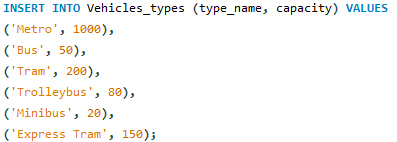 INSERT INTO Vehicles_types (type_name, capacity) VALUES
('Metro', 1000),
('Bus', 50),
('Tram', 200),
('Trolleybus', 80),
('Minibus', 20),
('Express Tram', 150);